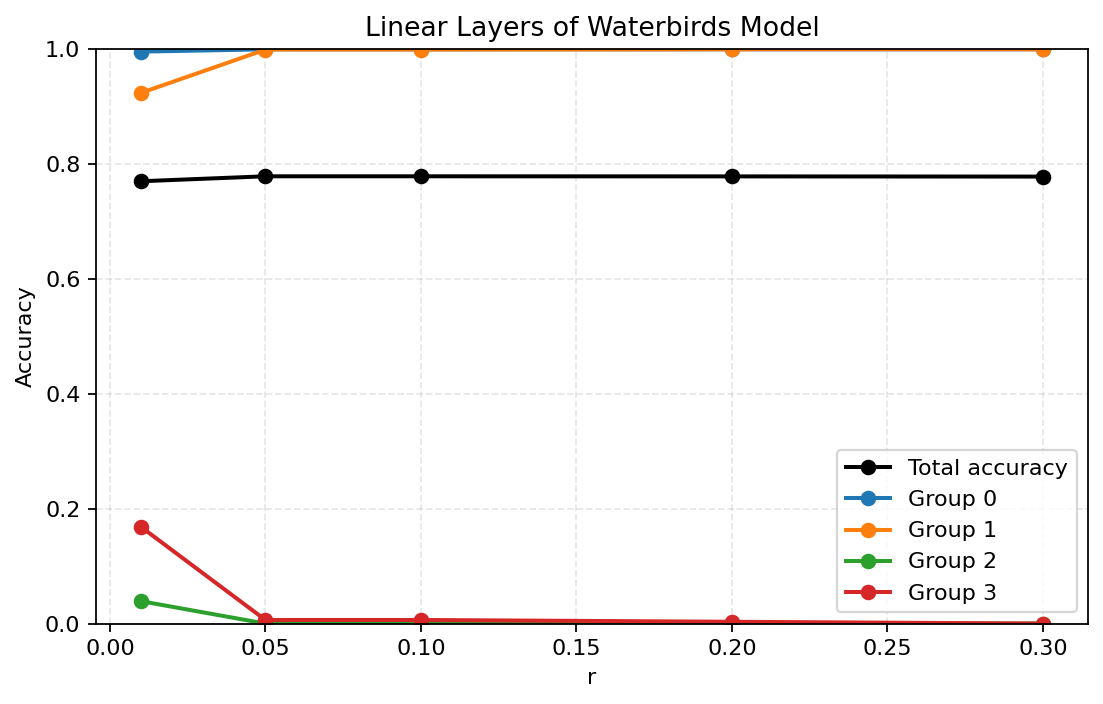 Linear Layers of Waterbirds Model
Accuracy
1.0
0.8
0.6
0.4
0.2
0.0
Total accuracy
Group 0
Group 1
Group 2
Group 3
0.00 0.05 0.10 0.15 0.20 0.25 0.30
r